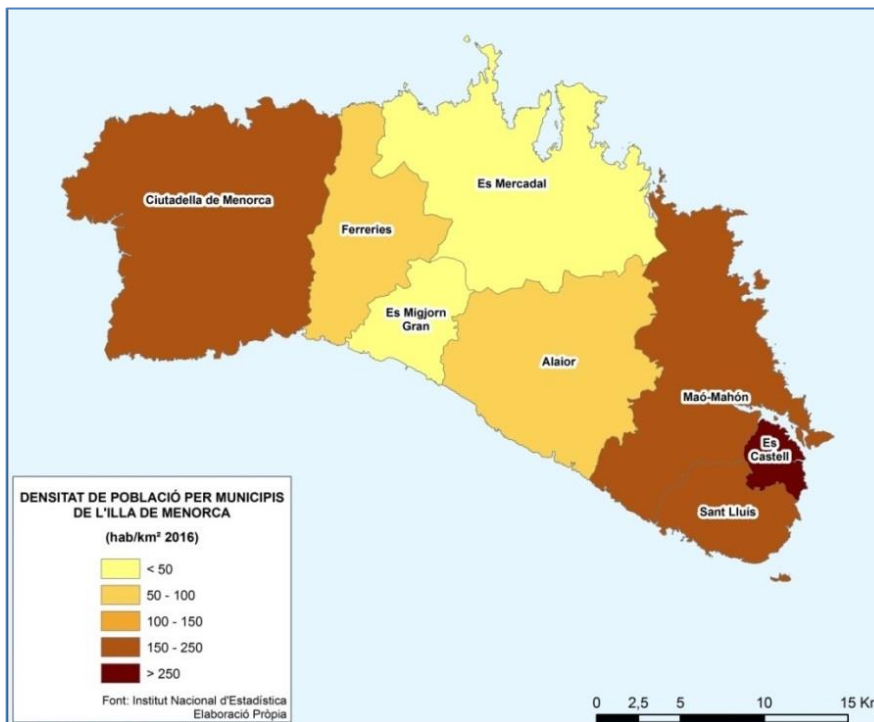 Es Mercadal
Ciutadella de Menorca
Ferreries
Es Migjorn
Gran
Alaior
Maó-Mahón
Es
Castell
Sant Lluís
DENSITAT DE POBLACIÓ PER MUNICIPIS
DE L'ILLA DE MENORCA
(hab/km² 2016)
< 50
50 - 100
100 - 150
150 - 250
> 250
Font: Institut Nacional d'Estadística
Elaboració Pròpia
0 2,5 5 10 15 Km